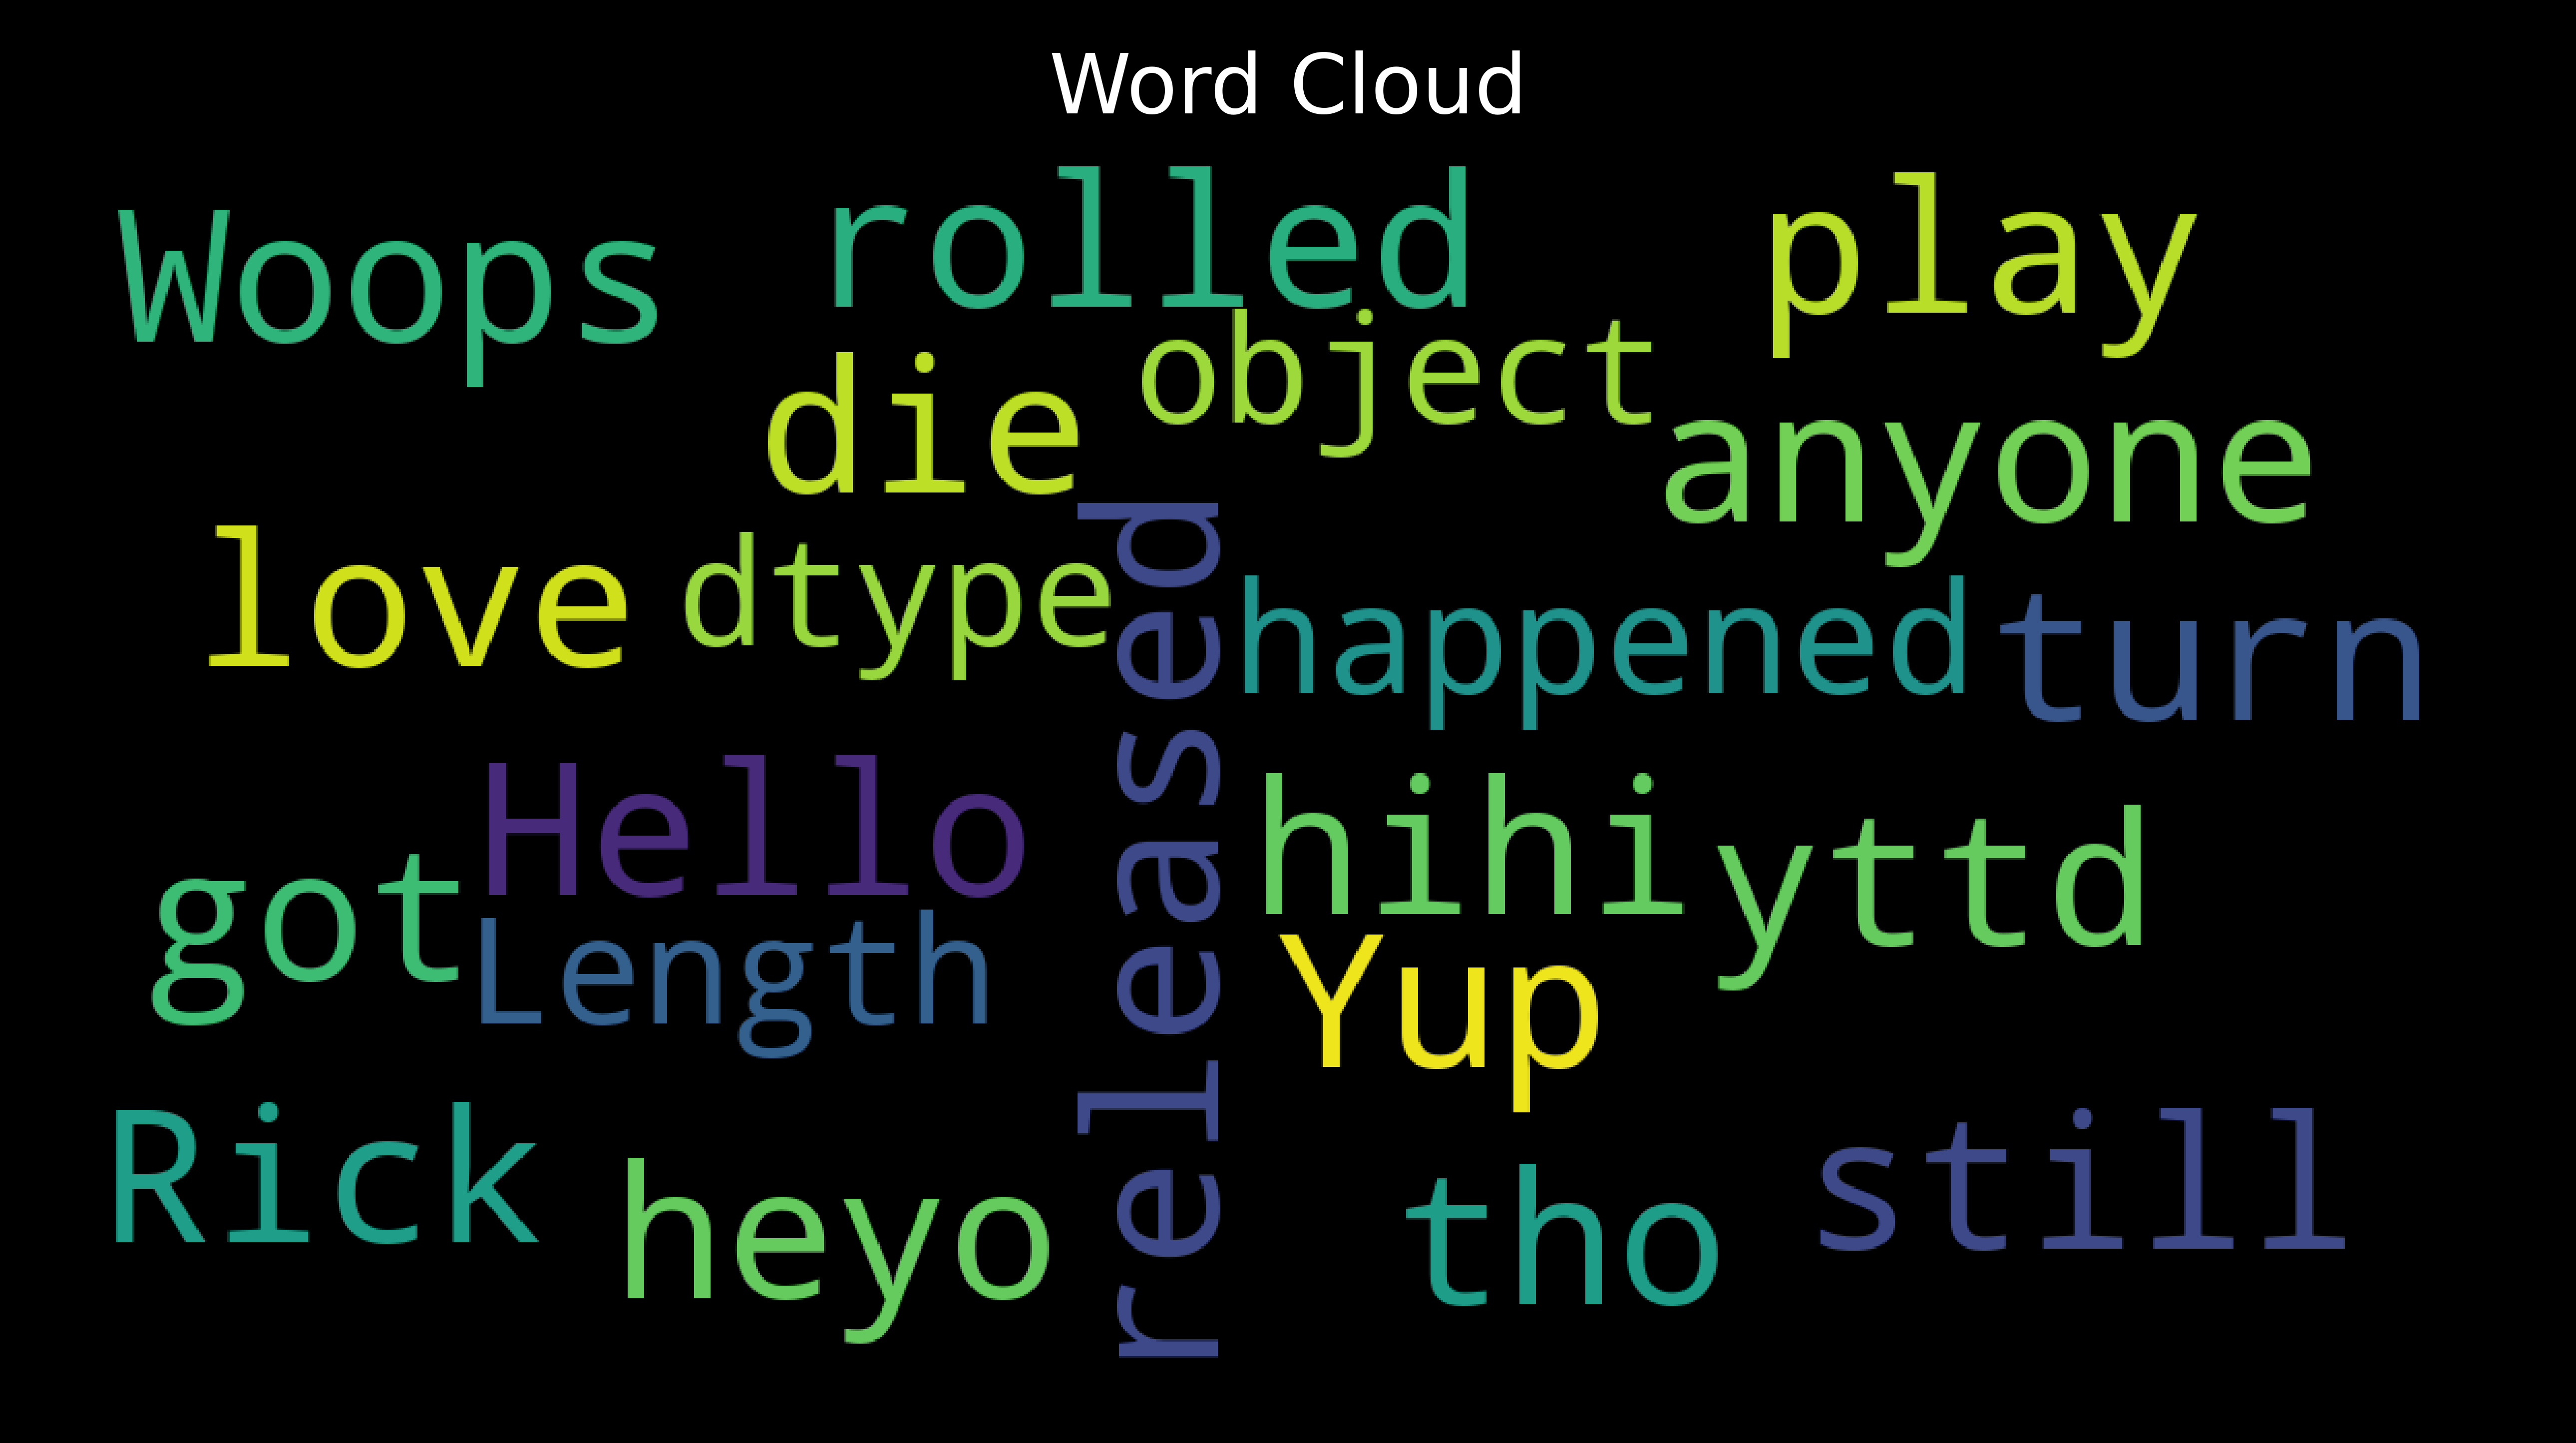 Word Cloud
Woops
rolled
play
object
die
anyone
love
dtype
released
happened
turn
Hello
hihi
yttd
got
Length
Yup
Rick
heyo
tho
still